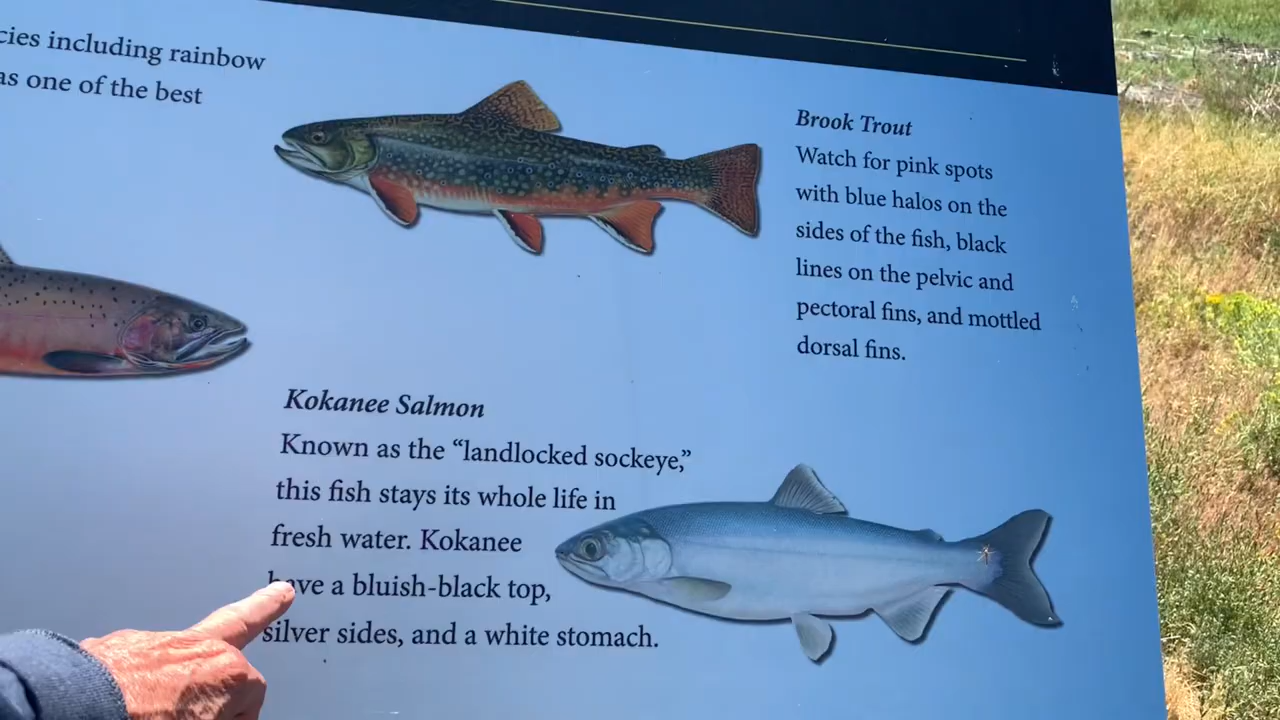 including rainbow
as one of the best
Brook Trout
Watch for pink spots
with blue halos on the
sides of the fish, black
lines on the pelvic and
pectoral fins, and mottled
dorsal fins.
Kokanee Salmon
Known as the “landlocked sockeye,”
this fish stays its whole life in
fresh water. Kokanee
have a bluish-black top,
silver sides, and a white stomach.